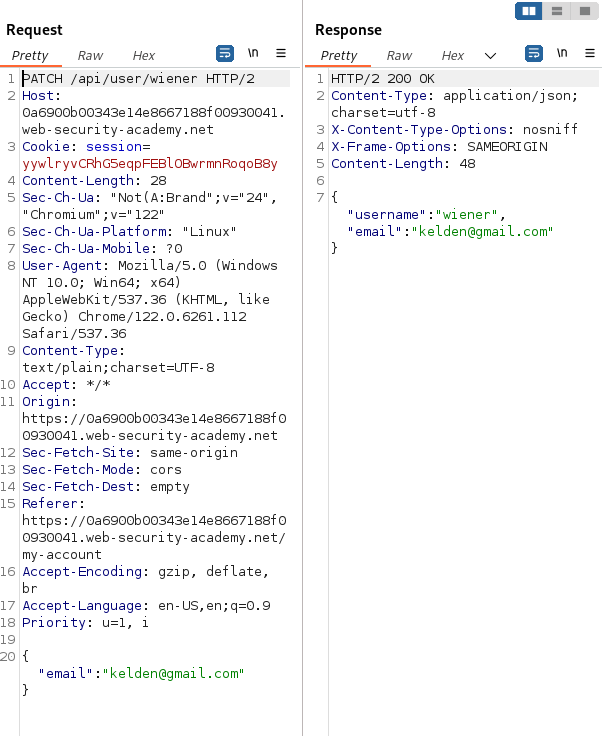 Request
Pretty Raw Hex \n
1 PATCH /api/user/wiener HTTP/2
2 Host:
0a6900b00343e14e8667188f00930041.
web-security-academy.net
3 Cookie: session=
yywlryvCRhG5eqpFEBlOBwrmnRoqoB8y
4 Content-Length: 28
5 Sec-Ch-Ua: "Not(A:Brand";v="24",
"Chromium";v="122"
6 Sec-Ch-Ua-Platform: "Linux"
7 Sec-Ch-Ua-Mobile: ?0
8 User-Agent: Mozilla/5.0 (Windows
NT 10.0; Win64; x64)
AppleWebKit/537.36 (KHTML, like
Gecko) Chrome/122.0.6261.112
Safari/537.36
9 Content-Type:
text/plain;charset=UTF-8
10 Accept: */*
11 Origin:
https://0a6900b00343e14e8667188f0
0930041.web-security-academy.net
12 Sec-Fetch-Site: same-origin
13 Sec-Fetch-Mode: cors
14 Sec-Fetch-Dest: empty
15 Referer:
https://0a6900b00343e14e8667188f0
0930041.web-security-academy.net/
my-account
16 Accept-Encoding: gzip, deflate,
br
17 Accept-Language: en-US,en;q=0.9
18 Priority: u=1, i
19
20 {
"email":"kelden@gmail.com"
}
Response
Pretty Raw Hex \n
1 HTTP/2 200 OK
2 Content-Type: application/json;
charset=utf-8
3 X-Content-Type-Options: nosniff
4 X-Frame-Options: SAMEORIGIN
5 Content-Length: 48
6
7 {
"username":"wiener",
"email":"kelden@gmail.com"
}